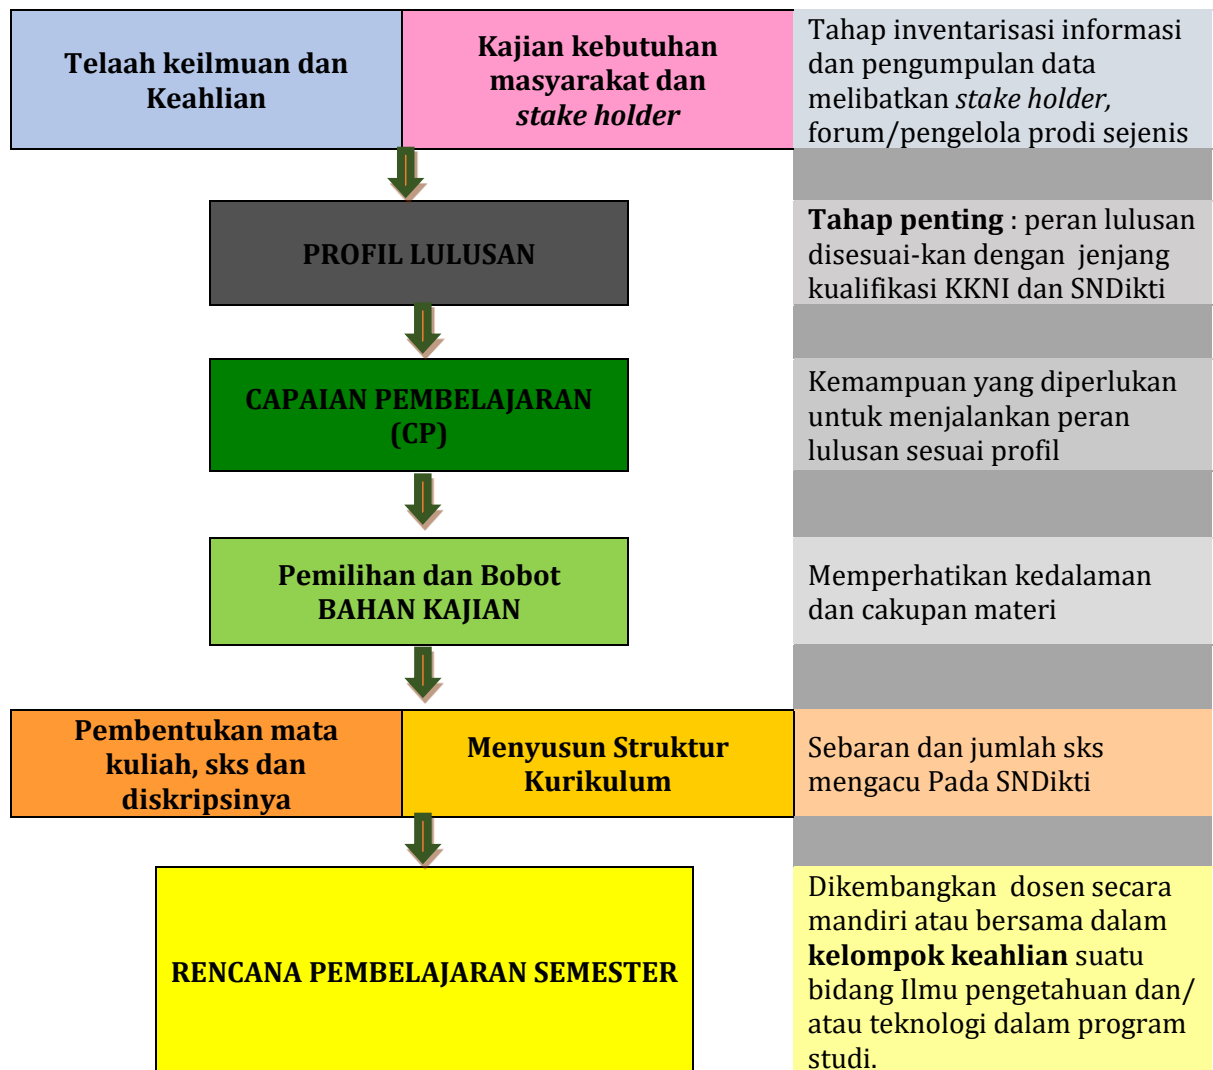 Telaah keilmuan dan
Keahlian
Kajian kebutuhan
masyarakat dan
stake holder
Tahap inventarisasi informasi
dan pengumpulan data
melibatkan stake holder,
forum/pengelola prodi sejenis
PROFIL LULUSAN
Tahap penting : peran lulusan
disesuai-kan dengan jenjang
kualifikasi KKNI dan SNDikti
CAPAIAN PEMBELAJARAN
(CP)
Kemampuan yang diperlukan
untuk menjalankan peran
lulusan sesuai profil
Pemilihan dan Bobot
BAHAN KAJIAN
Memperhatikan kedalaman
dan cakupan materi
Pembentukan mata
kuliah, sks dan
diskripsinya
Menyusun Struktur
Kurikulum
Sebaran dan jumlah sks
mengacu Pada SNDikti
RENCANA PEMBELAJARAN SEMESTER
Dikembangkan dosen secara
mandiri atau bersama dalam
kelompok keahlian suatu
bidang Ilmu pengetahuan dan/
atau teknologi dalam program
studi.